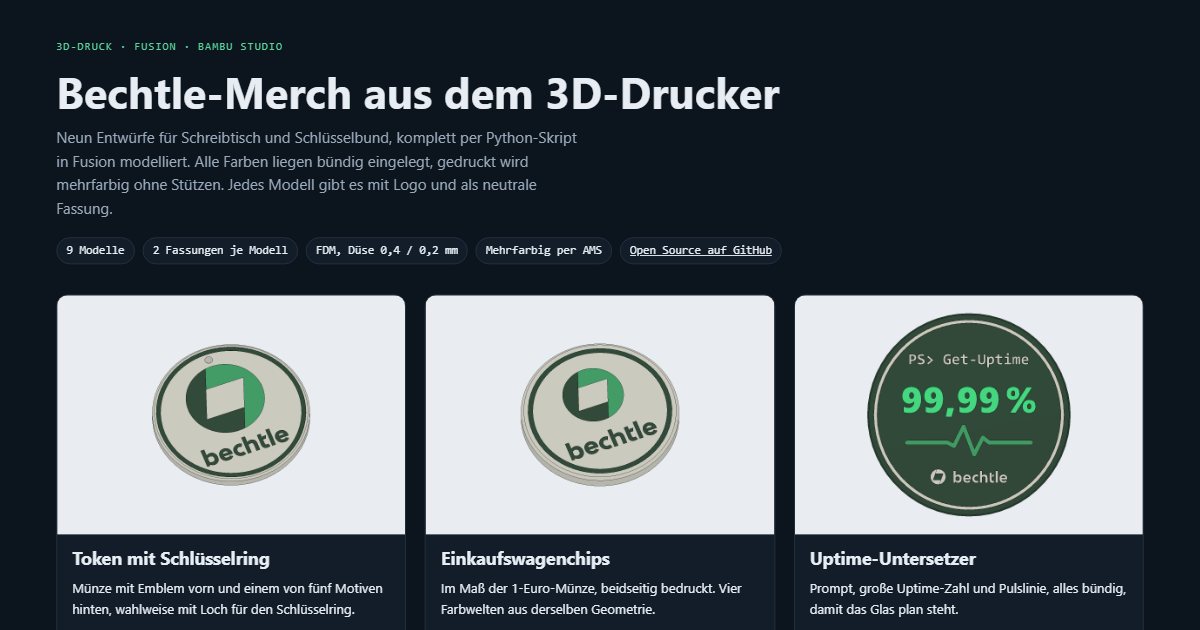 3D-DRUCK · FUSION · BAMBU STUDIO
Bechtle-Merch aus dem 3D-Drucker
Neun Entwürfe für Schreibtisch und Schlüsselbund, komplett per Python-Skript
in Fusion modelliert. Alle Farben liegen bündig eingelegt, gedruckt wird
mehrfarbig ohne Stützen. Jedes Modell gibt es mit Logo und als neutrale
Fassung.
9 Modelle
2 Fassungen je Modell
FDM, Düse 0,4 / 0,2 mm
Mehrfarbig per AMS
Open Source auf GitHub
bechtle
Token mit Schlüsselring
Münze mit Emblem vorn und einem von fünf Motiven
hinten, wahlweise mit Loch für den Schlüsselring.
bechtle
Einkaufswagenchips
Im Maß der 1-Euro-Münze, beidseitig bedruckt. Vier
Farbwelten aus derselben Geometrie.
PS> Get-Uptime
99,99 %
bechtle
Uptime-Untersetzer
Prompt, große Uptime-Zahl und Pulslinie, alles bündig,
damit das Glas plan steht.